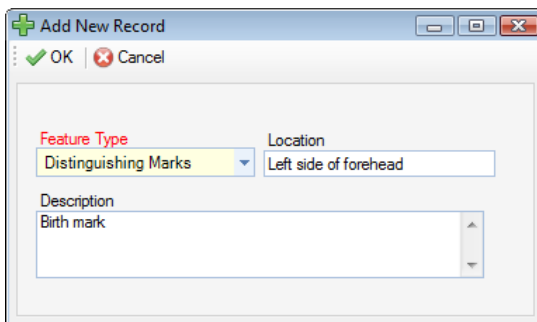 Add New Record
OK Cancel
Feature Type Location
Distinguishing Marks Left side of forehead
Description
Birth mark